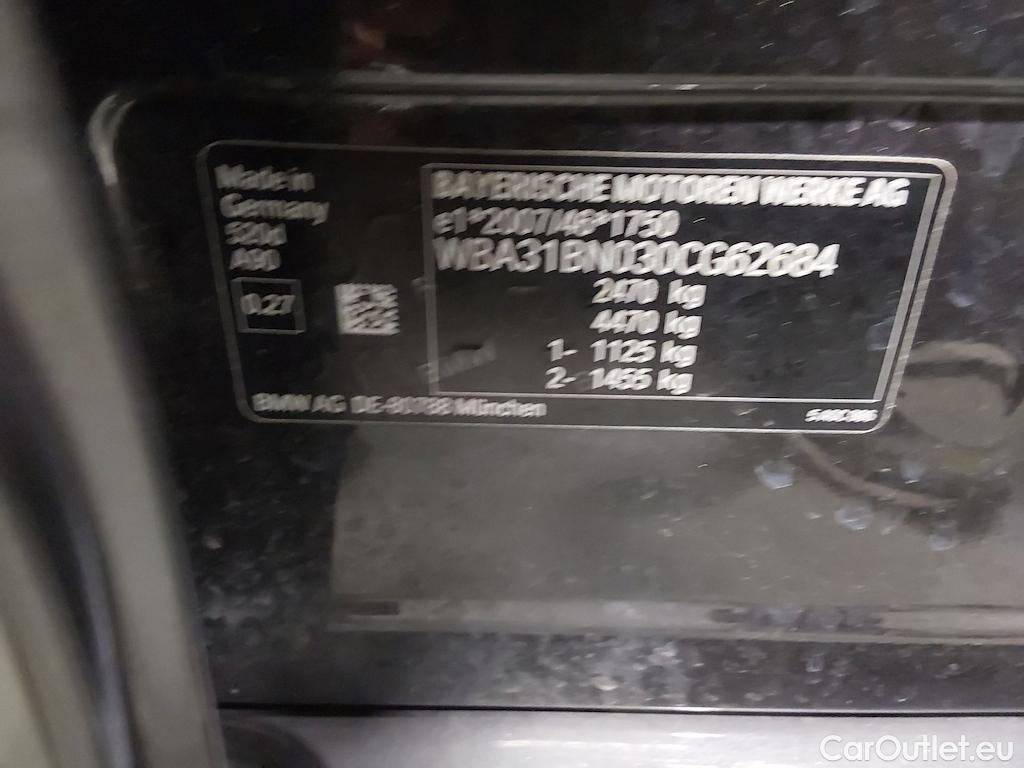 Made in
Germany
520d
A90
0.27
BAYERISCHE MOTOREN WERKE AG
e1*2007/46*1750
WBA31BN030CG62684
2470 kg
4470 kg
1- 1125 kg
2- 1455 kg
BMW AG DE-80788 München
CarOutlet.eu